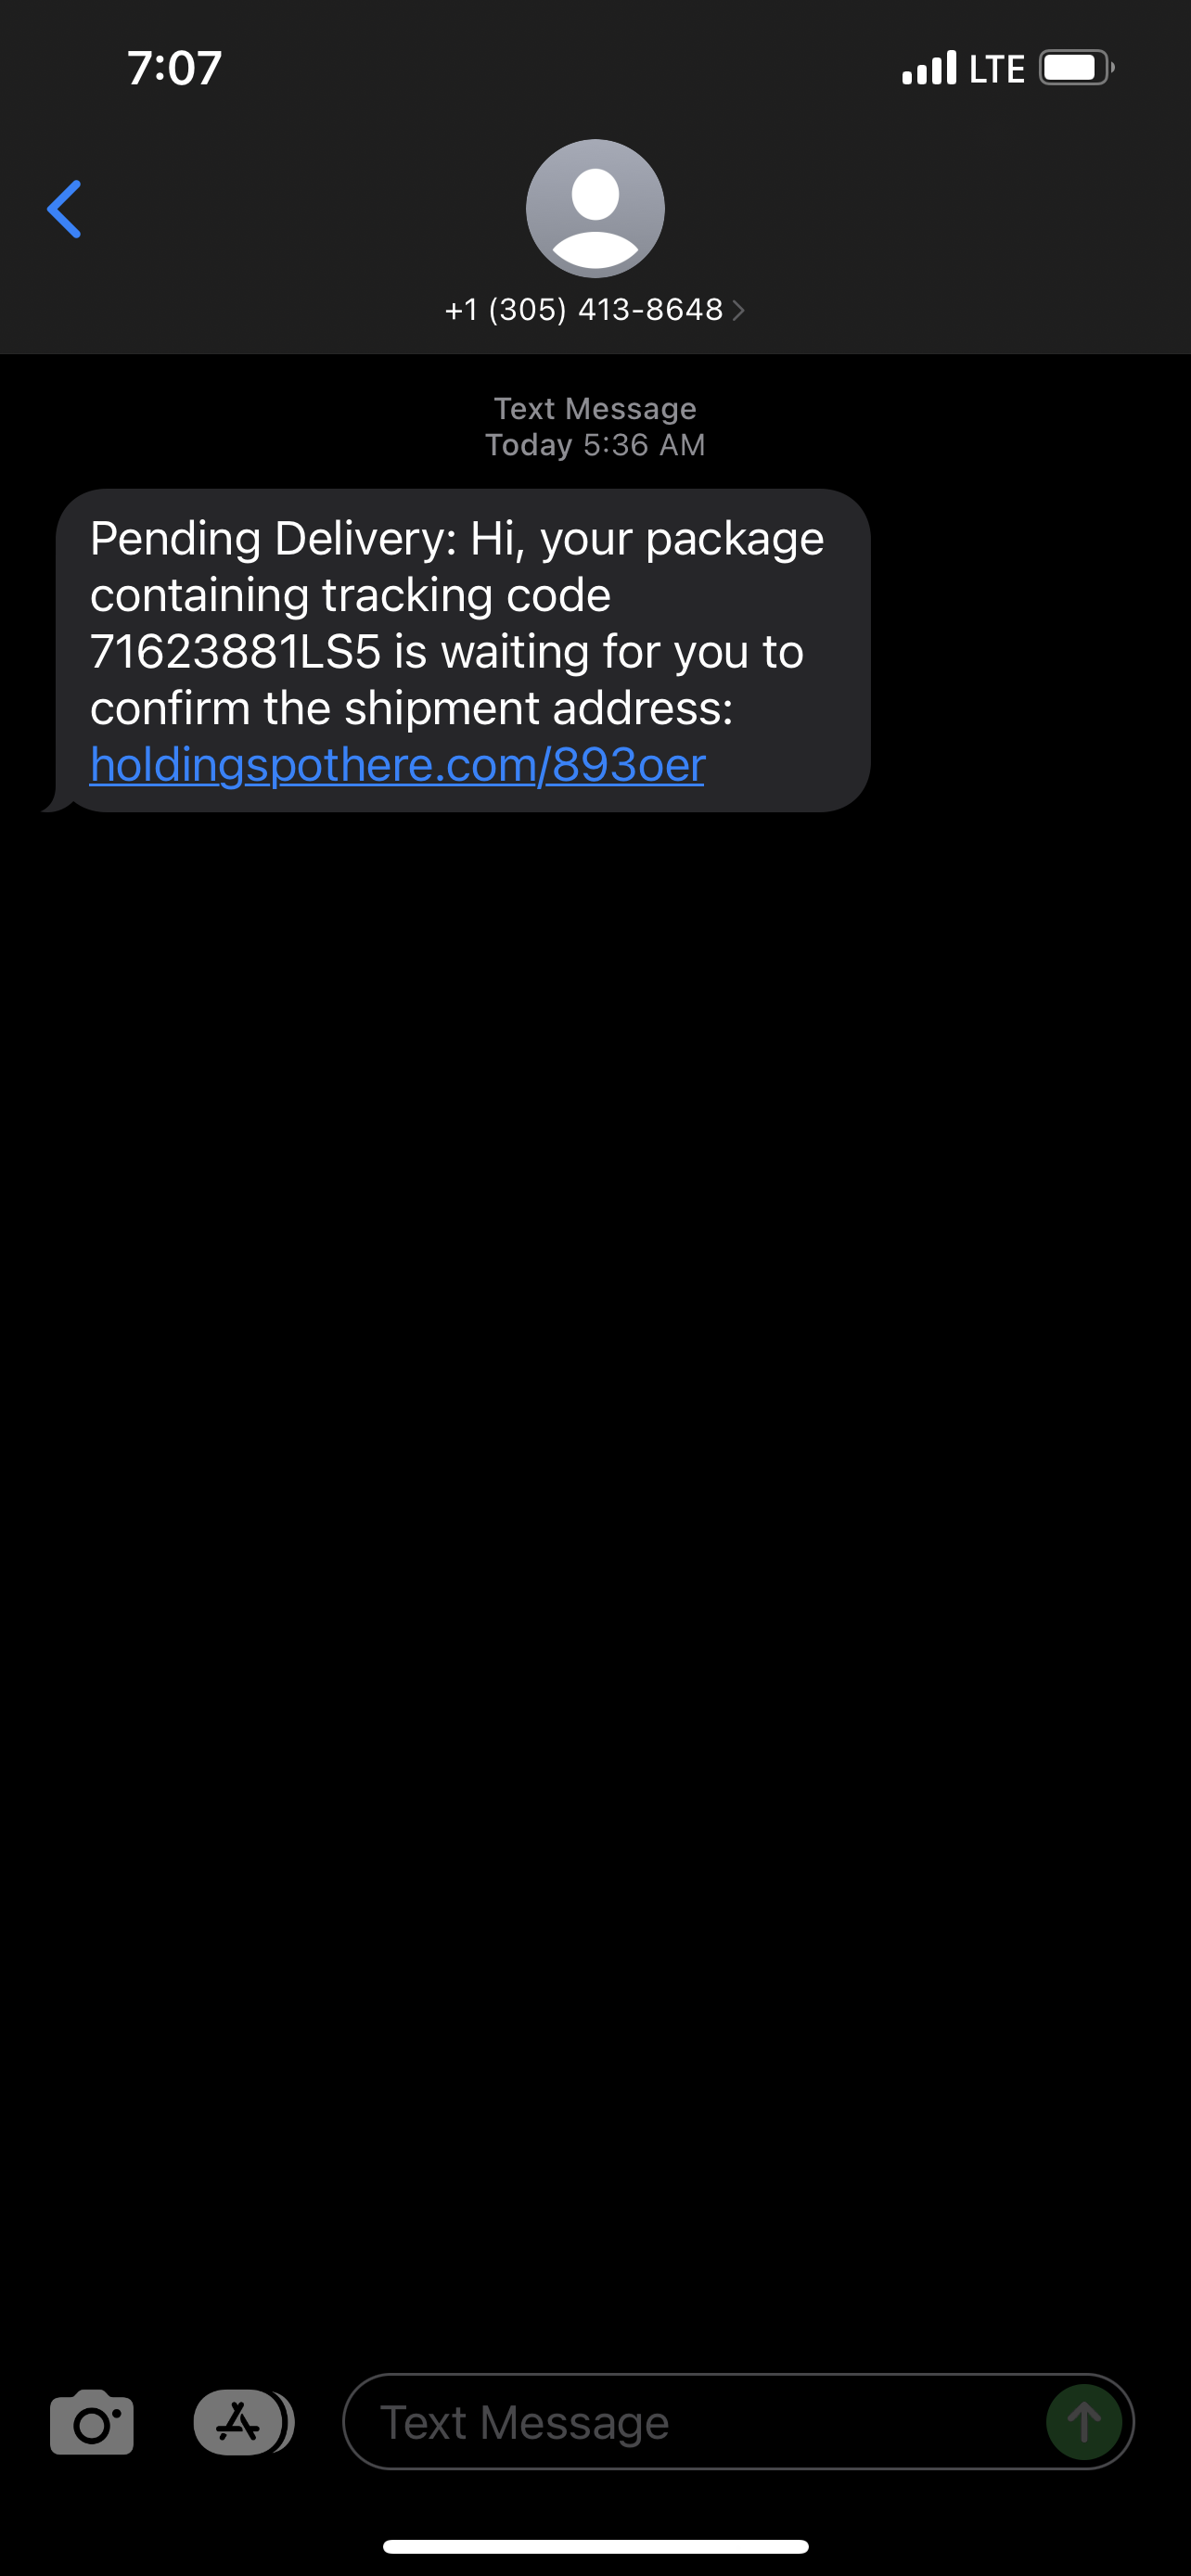 7:07 LTE
+1 (305) 413-8648
Text Message
Today 5:36 AM
Pending Delivery: Hi, your package
containing tracking code
71623881LS5 is waiting for you to
confirm the shipment address:
holdingspothere.com/893oer
Text Message